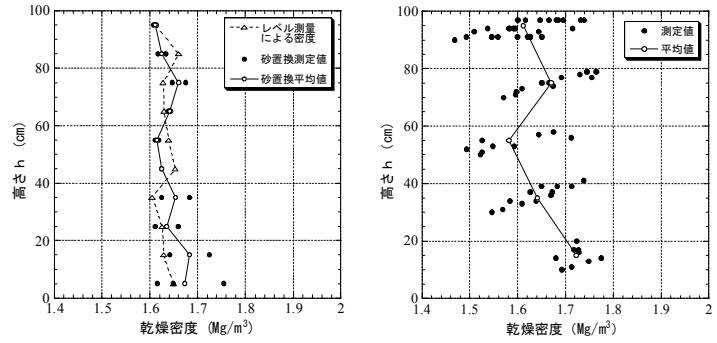 レベル測量
による密度
砂置換測定値
砂置換平均値
100
80
60
40
20
0
高さ h (cm)
1.4
1.5
1.6
1.7
1.8
1.9
2
乾燥密度 (Mg/m³)
測定値
平均値
100
80
60
40
20
0
高さ h (cm)
1.4
1.5
1.6
1.7
1.8
1.9
2
乾燥密度 (Mg/m³)